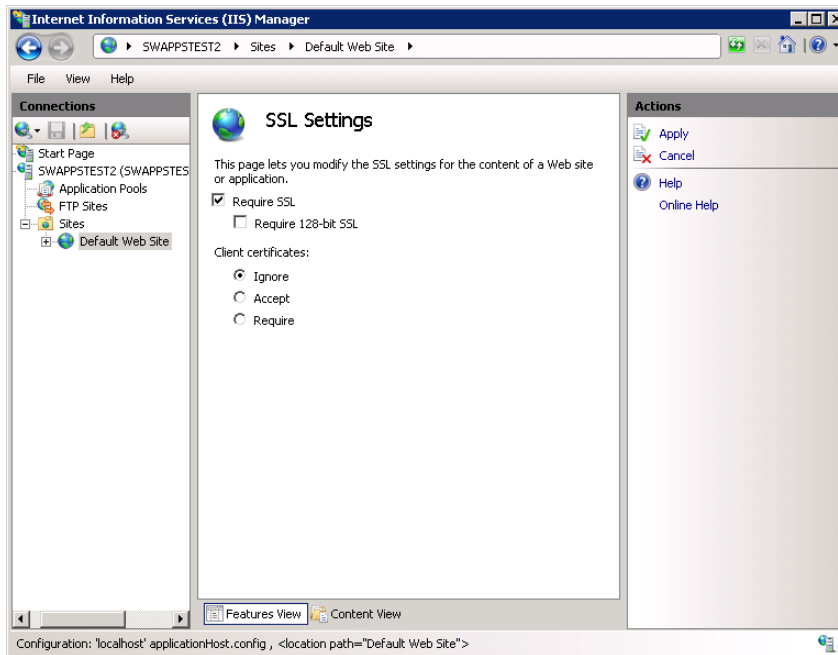 Internet Information Services (IIS) Manager
SWAPPSTEST2 Sites Default Web Site
File View Help
Connections
Start Page
SWAPPSTEST2 (SWAPPSTES
Application Pools
FTP Sites
Sites
Default Web Site
SSL Settings
This page lets you modify the SSL settings for the content of a Web site
or application.
Require SSL
Require 128-bit SSL
Client certificates:
Ignore
Accept
Require
Features View
Content View
Actions
Apply
Cancel
Help
Online Help
Configuration: 'localhost' applicationHost.config , <location path="Default Web Site">